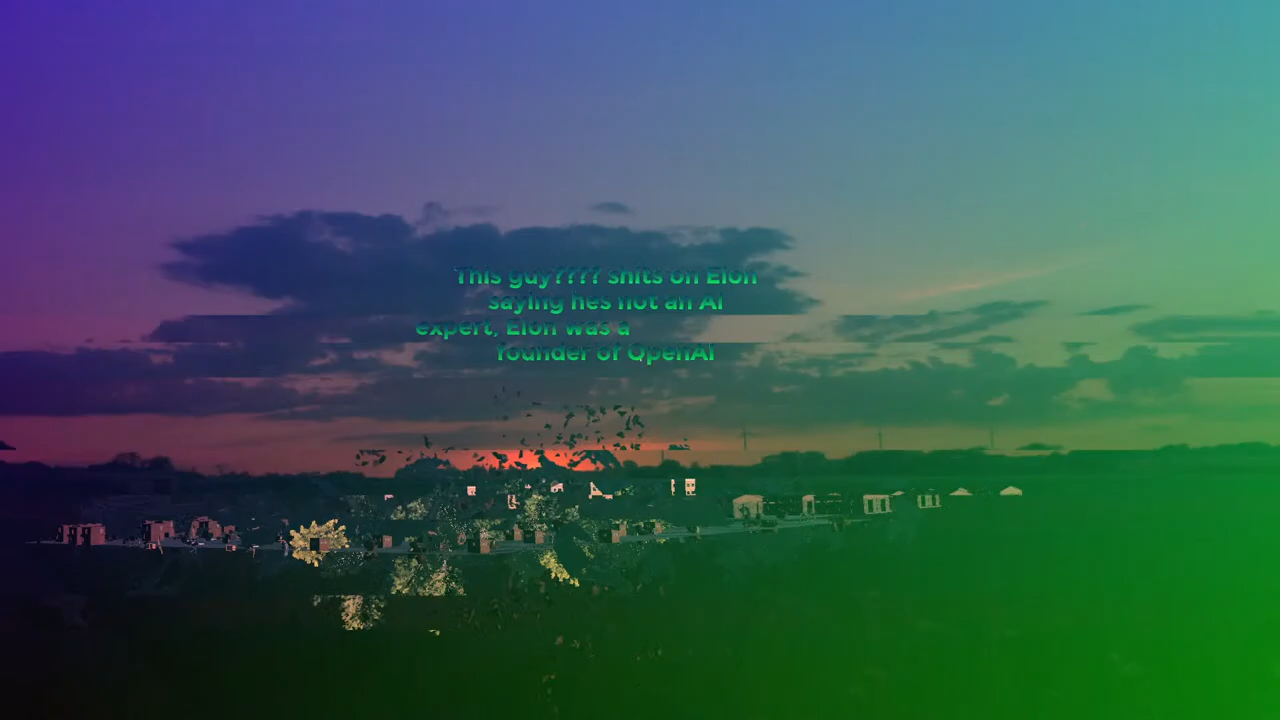 This guy???? shits on Elon
saying hes not an AI
expert, Elon was a
founder of OpenAI